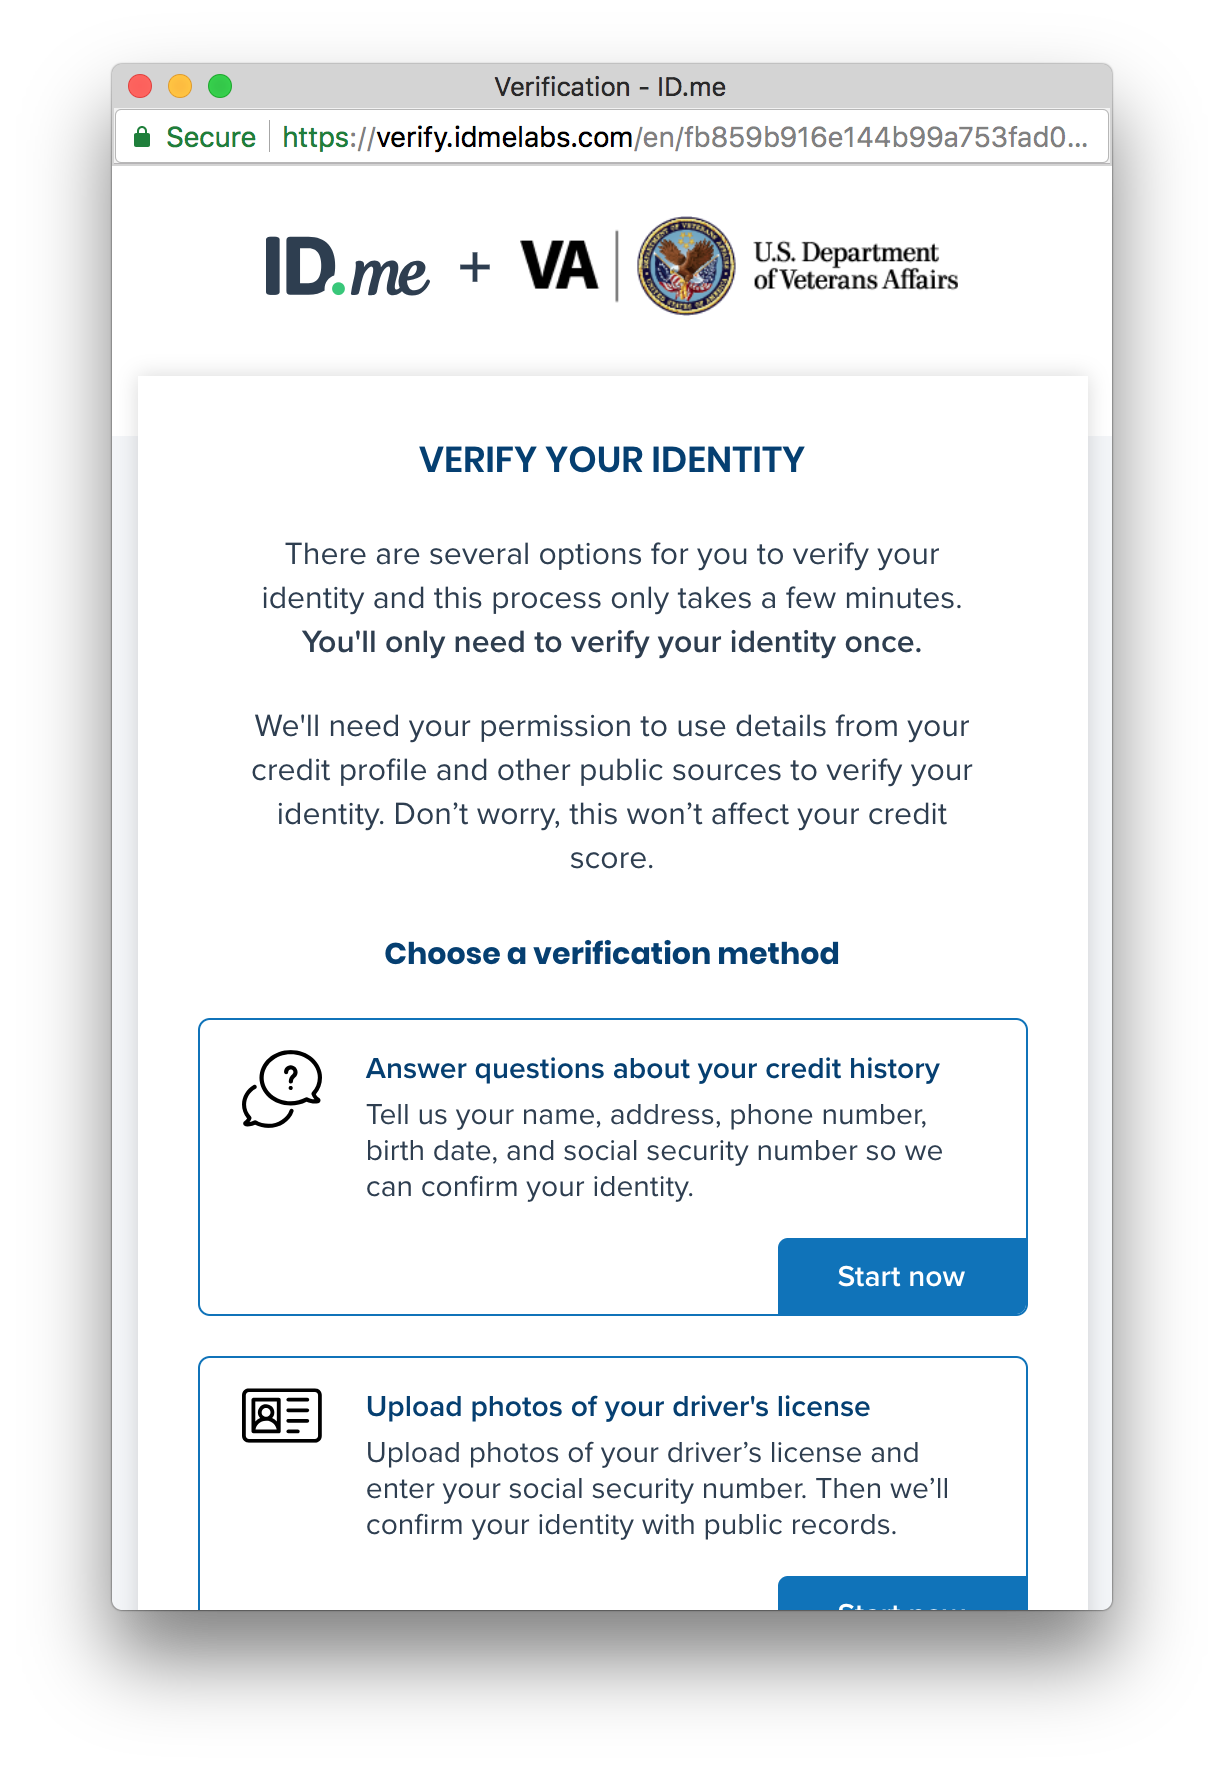 Verification - ID.me
Secure
https://verify.idmelabs.com/en/fb859b916e144b99a753fad0...
ID.me + VA
U.S. Department
of Veterans Affairs
VERIFY YOUR IDENTITY
There are several options for you to verify your
identity and this process only takes a few minutes.
You'll only need to verify your identity once.
We'll need your permission to use details from your
credit profile and other public sources to verify your
identity. Don’t worry, this won’t affect your credit
score.
Choose a verification method
?
Answer questions about your credit history
Tell us your name, address, phone number,
birth date, and social security number so we
can confirm your identity.
Start now
Upload photos of your driver's license
Upload photos of your driver’s license and
enter your social security number. Then we’ll
confirm your identity with public records.
Start now